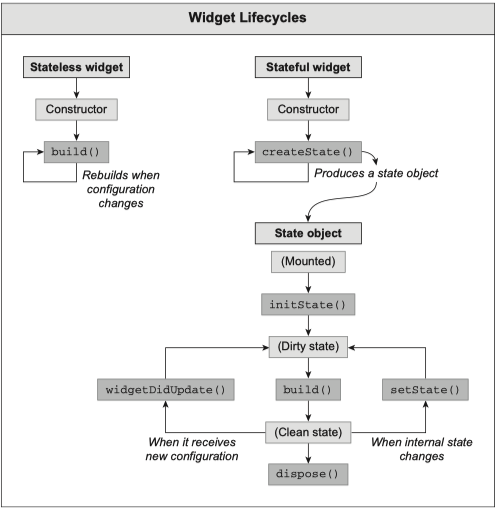 Widget Lifecycles
Stateless widget
Constructor
build()
Rebuilds when
configuration
changes
Stateful widget
Constructor
createState()
Produces a state object
State object
(Mounted)
initState()
(Dirty state)
widgetDidUpdate()
build()
setState()
When it receives
new configuration
(Clean state)
When internal state
changes
dispose()